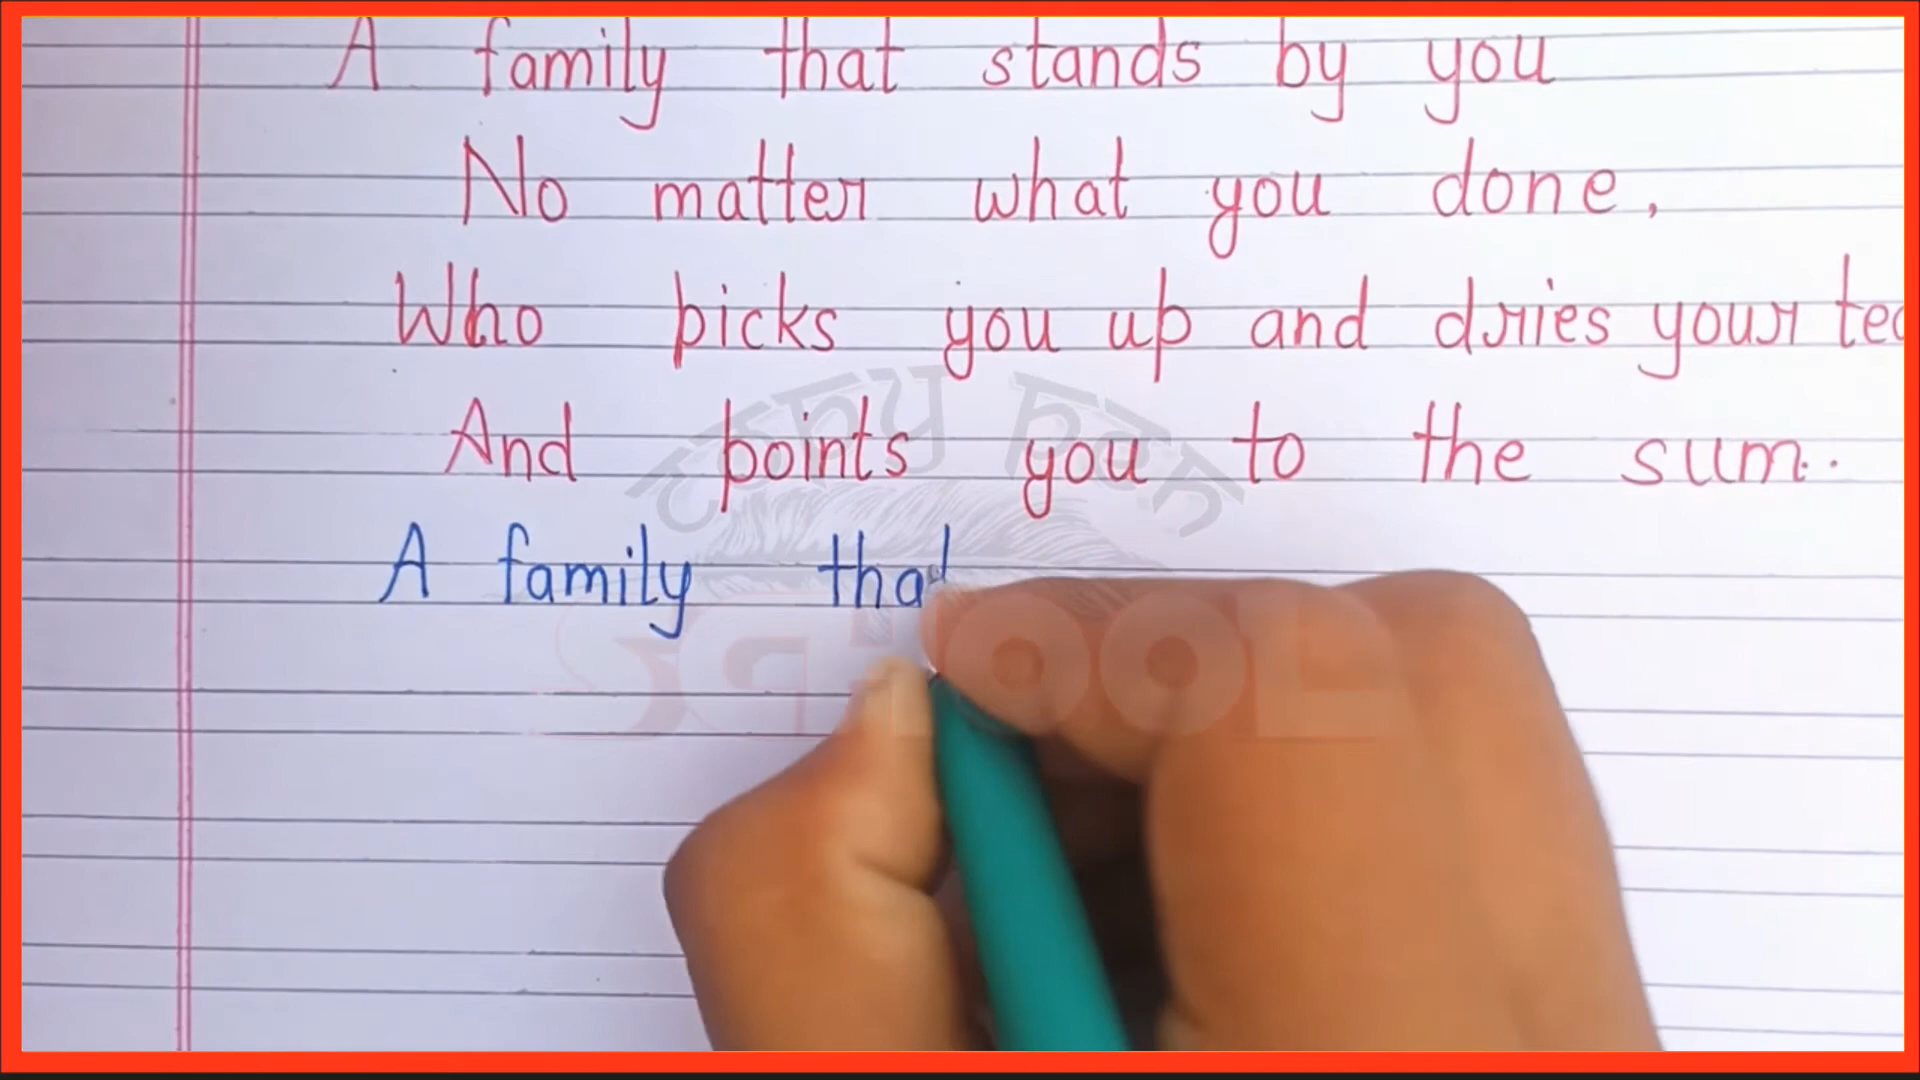 A family that stands by you
No matter what you done,
Who picks you up and dries your
And points you to the sum..
A family that